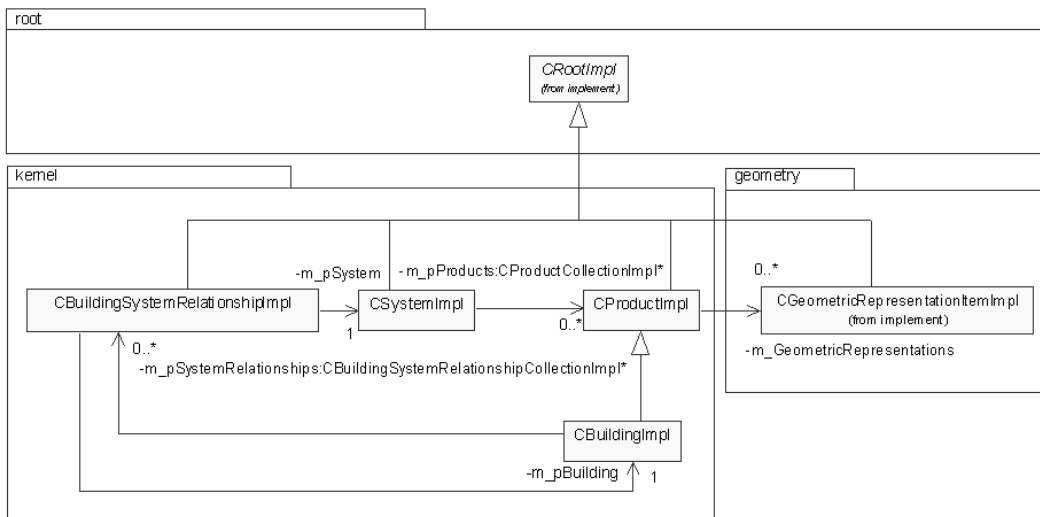 root
CRootImpl
(from implement)
kernel
geometry
-m_pSystem
-m_pProducts:CProductCollectionImpl*
0..*
CBuildingSystemRelationshipImpl
CSystemImpl
CProductImpl
CGeometricRepresentationItemImpl
(from implement)
1
0..*
0..*
-m_GeometricRepresentations
-m_pSystemRelationships:CBuildingSystemRelationshipCollectionImpl*
CBuildingImpl
-m_pBuilding
1